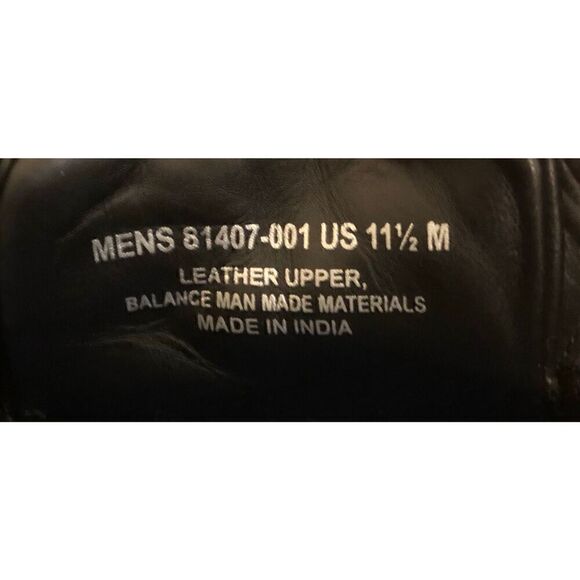 MENS 81407-001 US 11½ M
LEATHER UPPER,
BALANCE MAN MADE MATERIALS
MADE IN INDIA